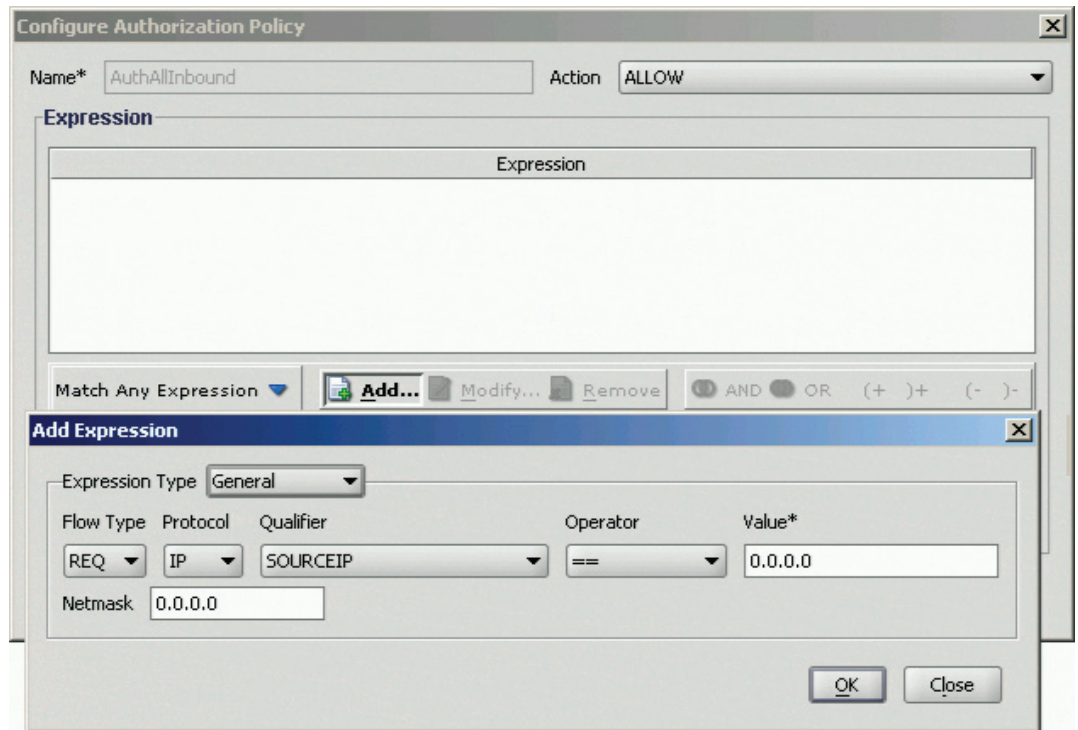 Configure Authorization Policy
Name* AuthAllInbound Action ALLOW
Expression
Expression
Match Any Expression Add... Modify... Remove AND OR (+ )+ (- )-
Add Expression
Expression Type General
Flow Type Protocol Qualifier Operator Value*
REQ IP SOURCEIP == 0.0.0.0
Netmask 0.0.0.0
OK Close